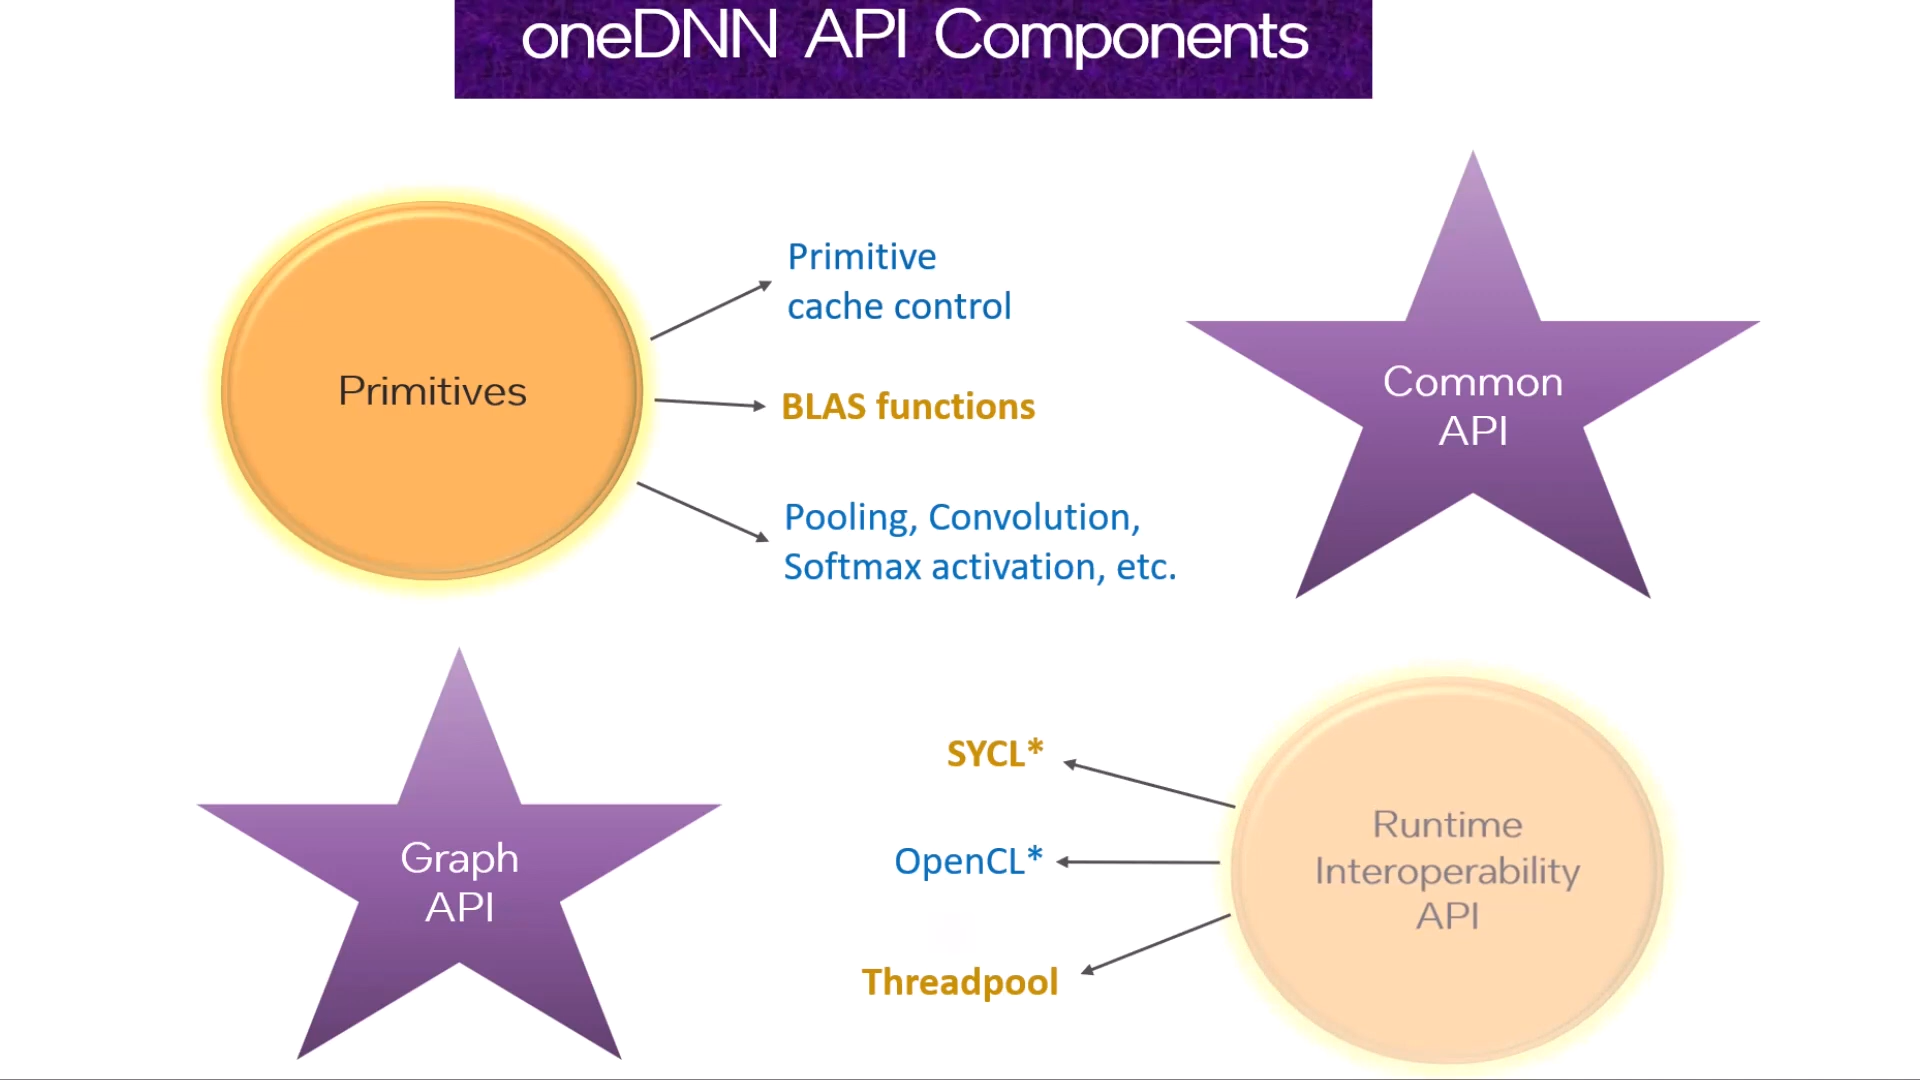 oneDNN API Components
Primitives
Primitive
cache control
BLAS functions
Pooling, Convolution,
Softmax activation, etc.
Common
API
Graph
API
SYCL*
OpenCL*
Threadpool
Runtime
Interoperability
API